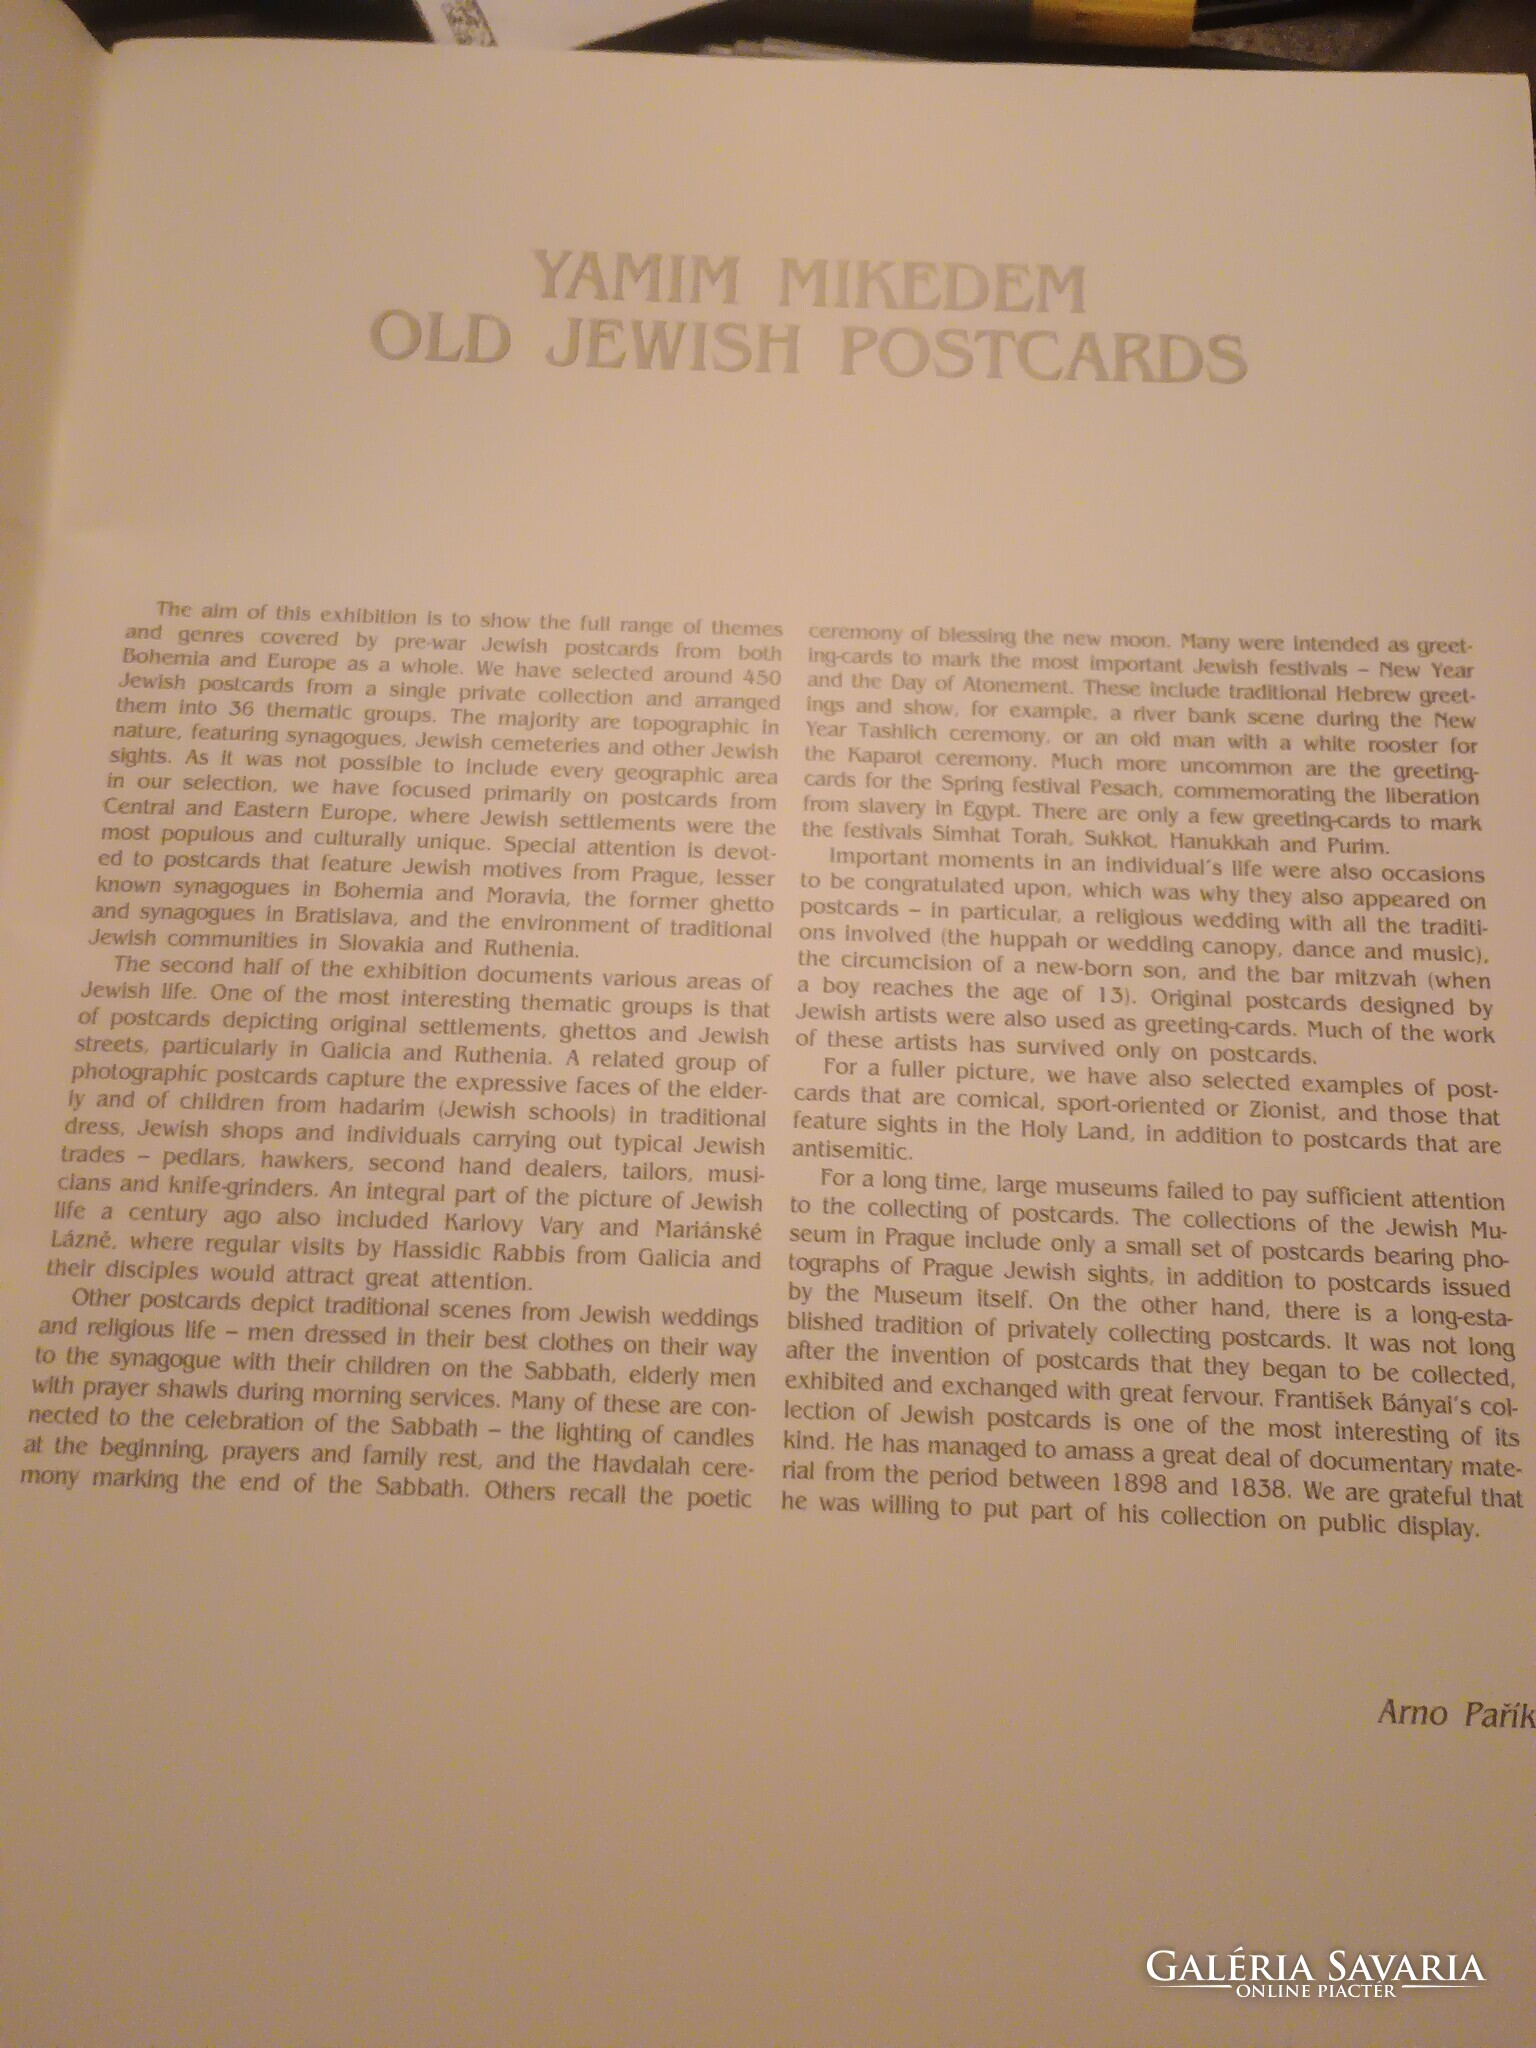 YAMIM MIKEDEM
OLD JEWISH POSTCARDS
The aim of this exhibition is to show the full range of themes
and genres covered by pre-war Jewish postcards from both
Bohemia and Europe as a whole. We have selected around 450
Jewish postcards from a single private collection and arranged
them into 36 thematic groups. The majority are topographic in
nature, featuring synagogues, Jewish cemeteries and other Jewish
sights. As it was not possible to include every geographic area
in our selection, we have focused primarily on postcards from
Central and Eastern Europe, where Jewish settlements were the
most populous and culturally unique. Special attention is devot-
ed to postcards that feature Jewish motives from Prague, lesser
known synagogues in Bohemia and Moravia, the former ghetto
and synagogues in Bratislava, and the environment of traditional
Jewish communities in Slovakia and Ruthenia.
The second half of the exhibition documents various areas of
Jewish life. One of the most interesting thematic groups is that
of postcards depicting original settlements, ghettos and Jewish
streets, particularly in Galicia and Ruthenia. A related group of
photographic postcards capture the expressive faces of the elder-
ly and of children from hadarim (Jewish schools) in traditional
dress, Jewish shops and individuals carrying out typical Jewish
trades – pedlars, hawkers, second hand dealers, tailors, musi-
cians and knife-grinders. An integral part of the picture of Jewish
life a century ago also included Karlovy Vary and Mariánské
Lázně, where regular visits by Hassidic Rabbis from Galicia and
their disciples would attract great attention.
Other postcards depict traditional scenes from Jewish weddings
and religious life – men dressed in their best clothes on their way
to the synagogue with their children on the Sabbath, elderly men
with prayer shawls during morning services. Many of these are con-
nected to the celebration of the Sabbath – the lighting of candles
at the beginning, prayers and family rest, and the Havdalah cere-
mony marking the end of the Sabbath. Others recall the poetic
ceremony of blessing the new moon. Many were intended as greet-
ing-cards to mark the most important Jewish festivals – New Year
and the Day of Atonement. These include traditional Hebrew greet-
ings and show, for example, a river bank scene during the New
Year Tashlich ceremony, or an old man with a white rooster for
the Kaparot ceremony. Much more uncommon are the greeting-
cards for the Spring festival Pesach, commemorating the liberation
from slavery in Egypt. There are only a few greeting-cards to mark
the festivals Simhat Torah, Sukkot, Hanukkah and Purim.
Important moments in an individual's life were also occasions
to be congratulated upon, which was why they also appeared on
postcards – in particular, a religious wedding with all the traditi-
ons involved (the huppah or wedding canopy, dance and music),
the circumcision of a new-born son, and the bar mitzvah (when
a boy reaches the age of 13). Original postcards designed by
Jewish artists were also used as greeting-cards. Much of the work
of these artists has survived only on postcards.
For a fuller picture, we have also selected examples of post-
cards that are comical, sport-oriented or Zionist, and those that
feature sights in the Holy Land, in addition to postcards that are
antisemitic.
For a long time, large museums failed to pay sufficient attention
to the collecting of postcards. The collections of the Jewish Mu-
seum in Prague include only a small set of postcards bearing pho-
tographs of Prague Jewish sights, in addition to postcards issued
by the Museum itself. On the other hand, there is a long-esta-
blished tradition of privately collecting postcards. It was not long
after the invention of postcards that they began to be collected,
exhibited and exchanged with great fervour. František Bányai's col-
lection of Jewish postcards is one of the most interesting of its
kind. He has managed to amass a great deal of documentary mate-
rial from the period between 1898 and 1838. We are grateful that
he was willing to put part of his collection on public display.
Arno Pařík
GALÉRIA SAVARIA
ONLINE PIACTÉR